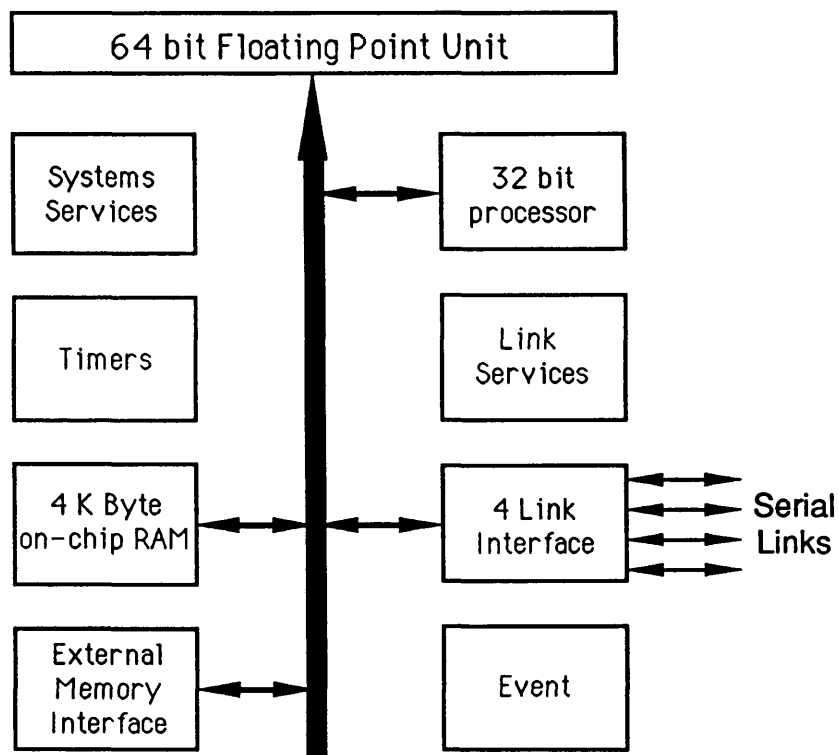 64 bit Floating Point Unit
Systems
Services
32 bit
processor
Timers
Link
Services
4 K Byte
on-chip RAM
4 Link
Interface
Serial
Links
External
Memory
Interface
Event